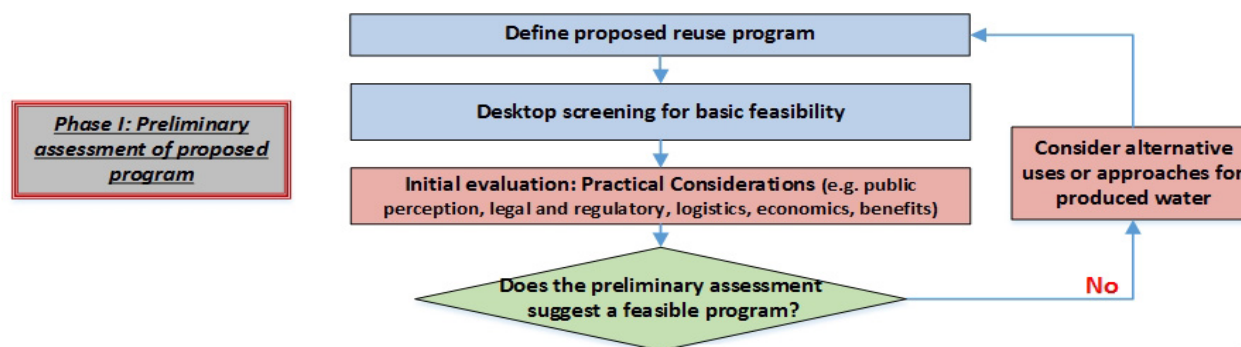 Define proposed reuse program
Desktop screening for basic feasibility
Phase I: Preliminary
assessment of proposed
program
Initial evaluation: Practical Considerations (e.g. public
perception, legal and regulatory, logistics, economics, benefits)
Consider alternative
uses or approaches for
produced water
Does the preliminary assessment
suggest a feasible program?
No